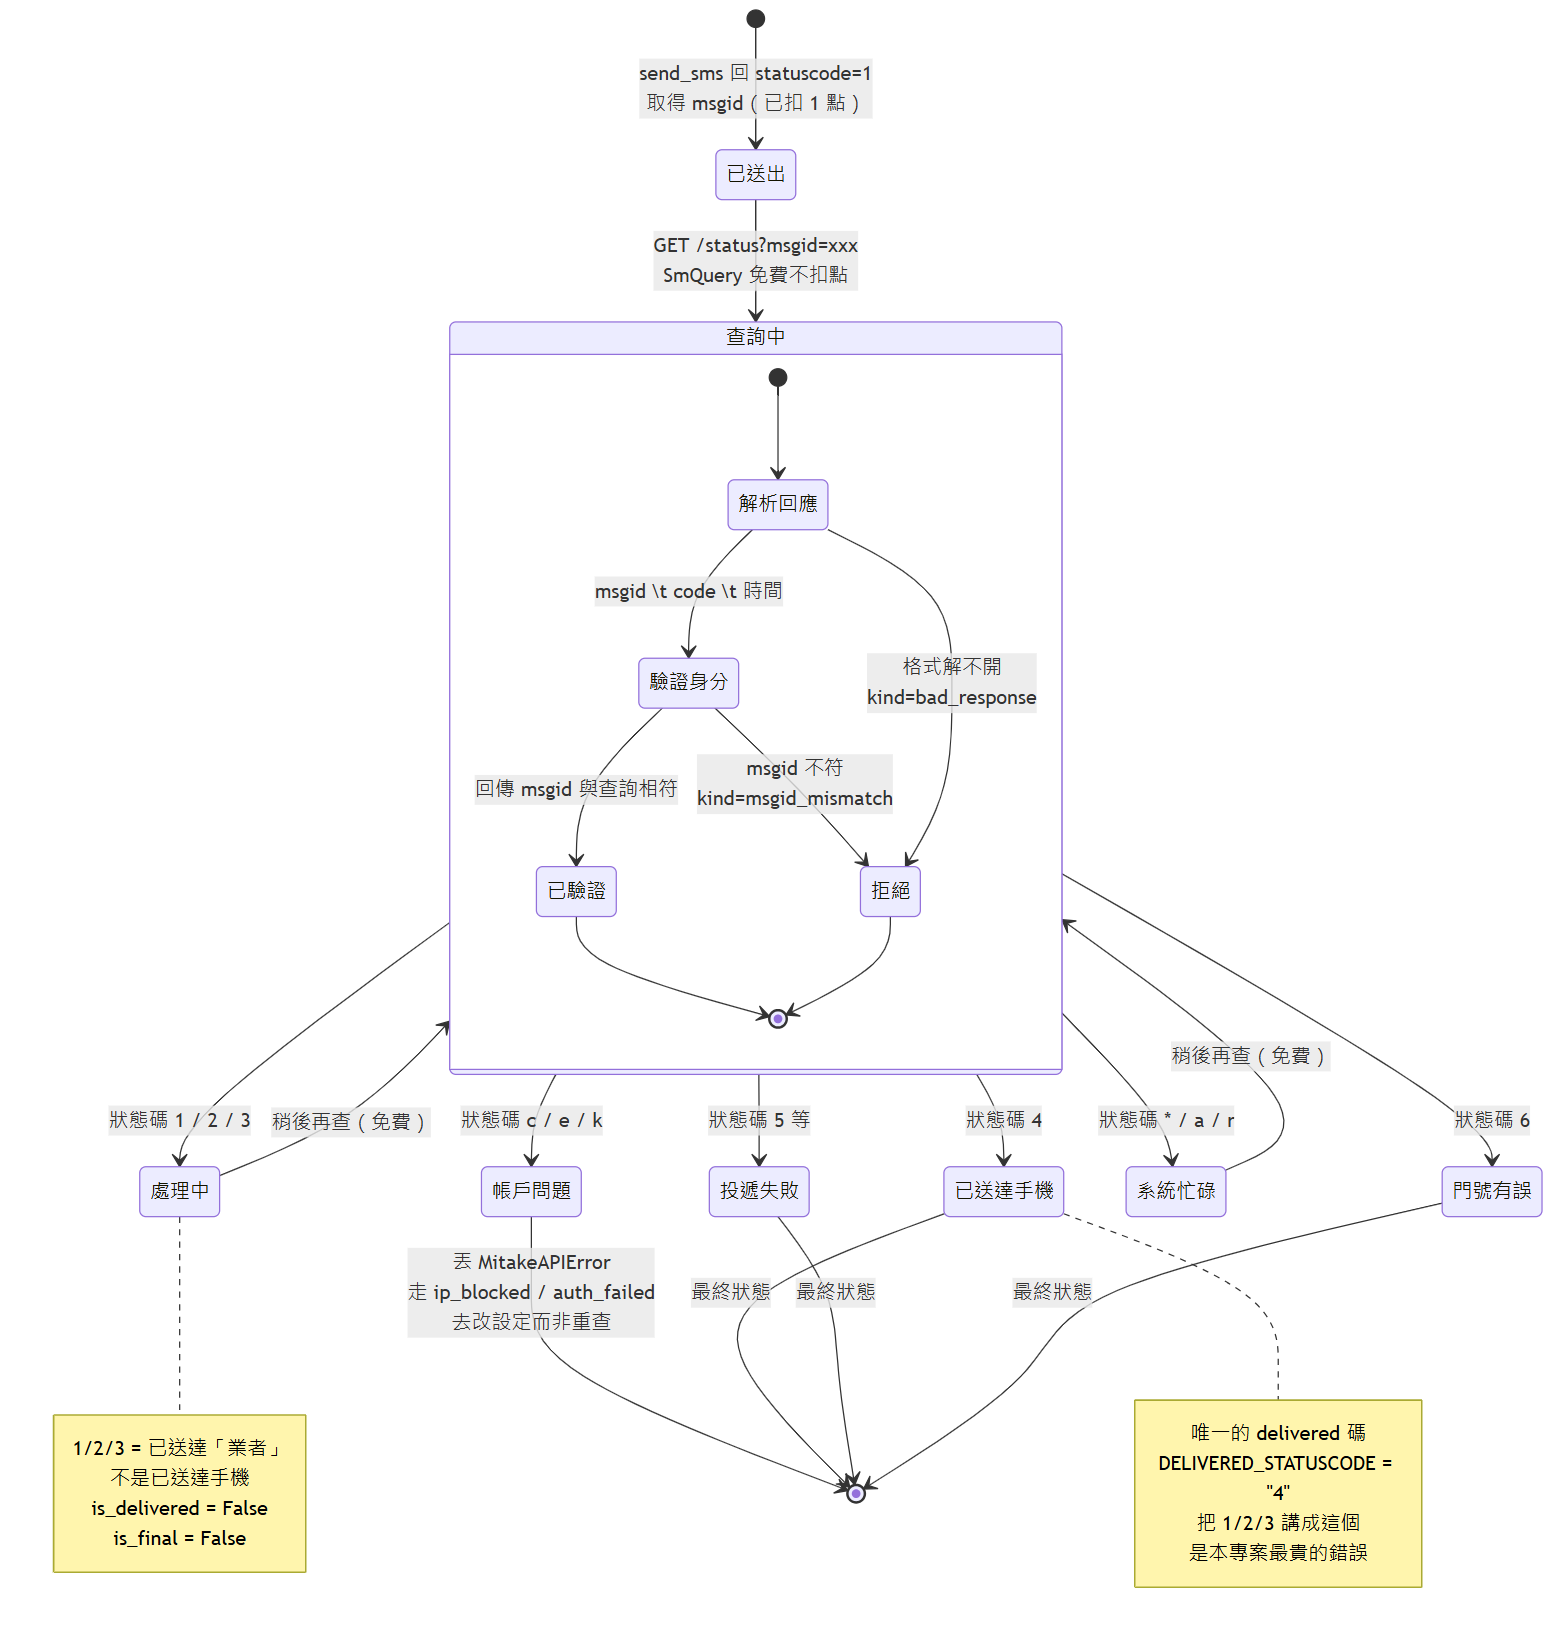 send_sms 回 statuscode=1
取得 msgid（已扣 1 點）
已送出
GET /status?msgid=xxx
SmQuery 免費不扣點
查詢中
解析回應
msgid \t code \t 時間
格式解不開
kind=bad_response
驗證身分
回傳 msgid 與查詢相符
msgid 不符
kind=msgid_mismatch
已驗證
拒絕
稍後再查（免費）
狀態碼 1 / 2 / 3
稍後再查（免費）
狀態碼 c / e / k
狀態碼 5 等
狀態碼 4
狀態碼 * / a / r
狀態碼 6
處理中
帳戶問題
投遞失敗
已送達手機
系統忙碌
門號有誤
丟 MitakeAPIError
走 ip_blocked / auth_failed
去改設定而非重查
最終狀態
最終狀態
最終狀態
1/2/3 = 已送達「業者」
不是已送達手機
is_delivered = False
is_final = False
唯一的 delivered 碼
DELIVERED_STATUSCODE =
"4"
把 1/2/3 講成這個
是本專案最貴的錯誤